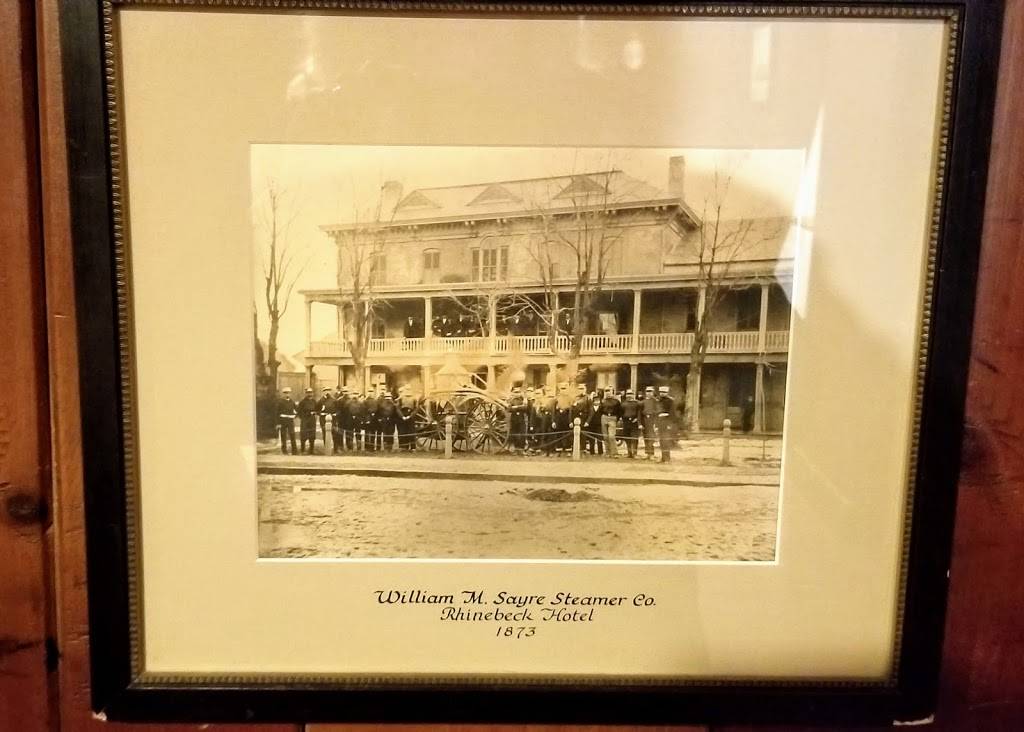 William M. Sayre Steamer Co.
Rhinebeck Hotel
1873